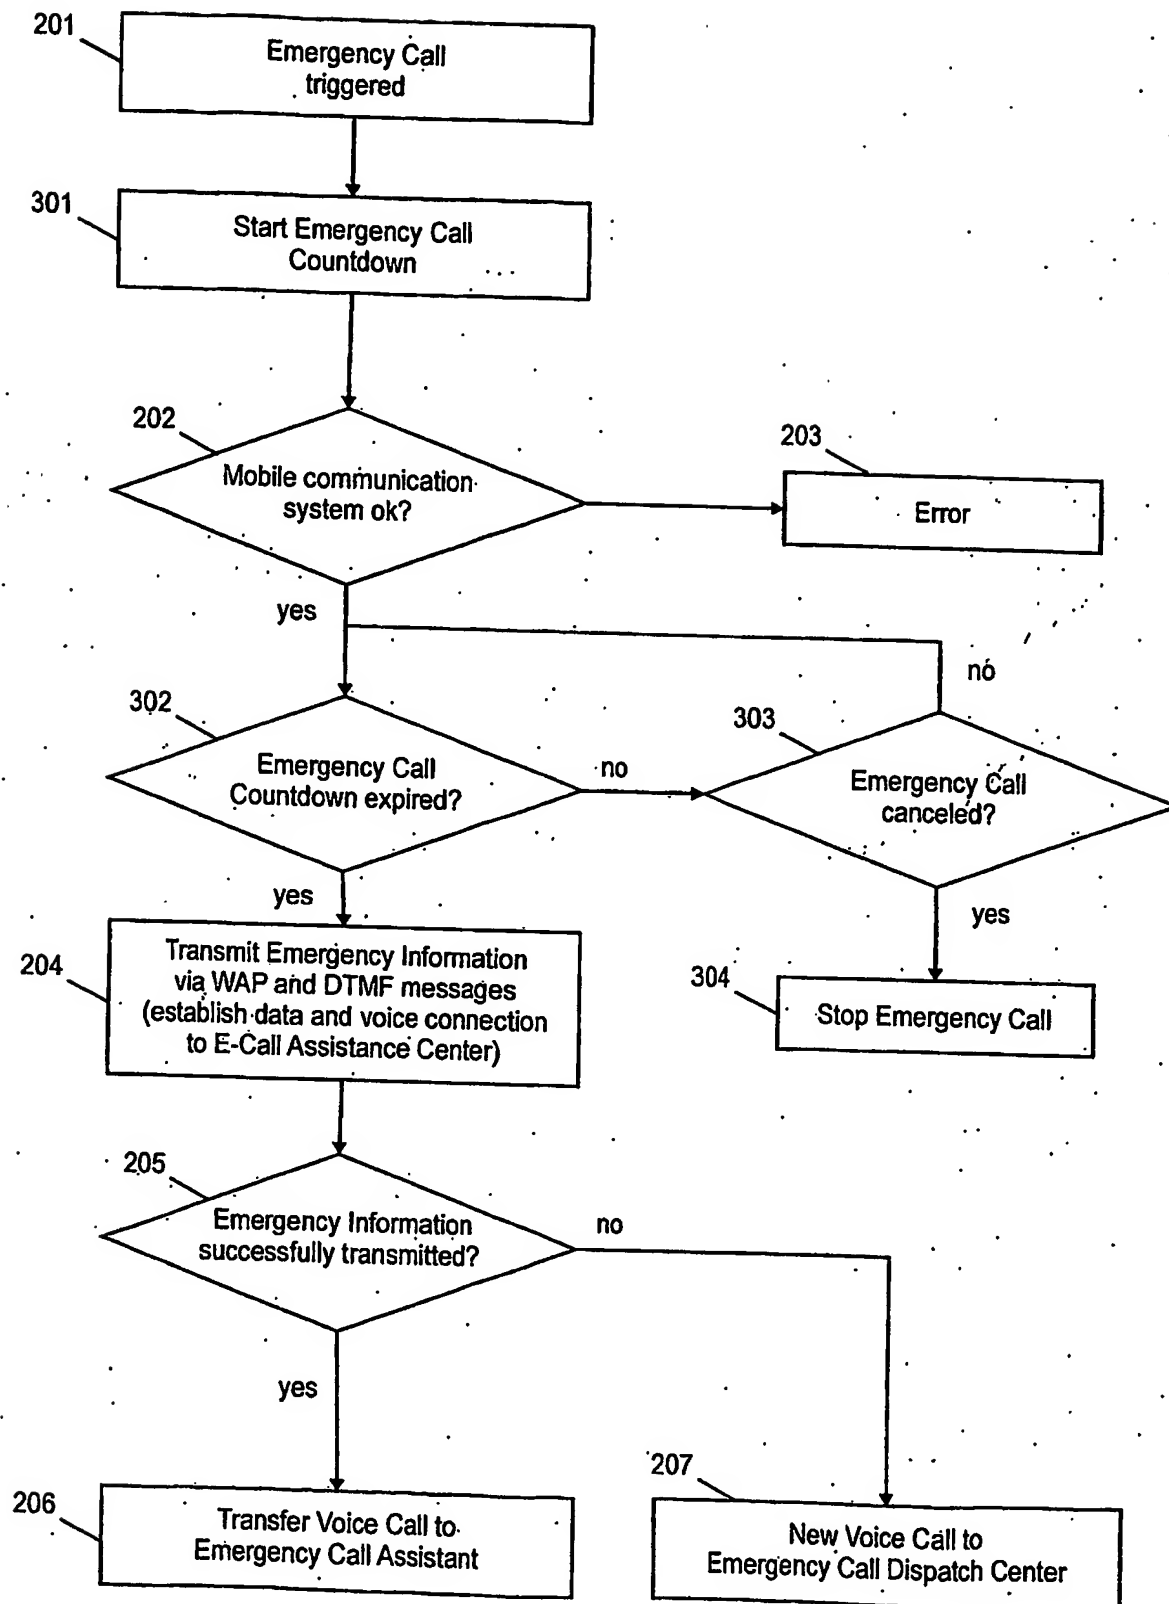 201
Emergency Call
triggered
301
Start Emergency Call
Countdown
202
Mobile communication
system ok?
203
Error
yes
no
302
Emergency Call
Countdown expired?
no
303
Emergency Call
canceled?
yes
yes
204
Transmit Emergency Information
via WAP and DTMF messages
(establish data and voice connection
to E-Call Assistance Center)
304
Stop Emergency Call
205
Emergency Information
successfully transmitted?
no
yes
206
Transfer Voice Call to
Emergency Call Assistant
207
New Voice Call to
Emergency Call Dispatch Center